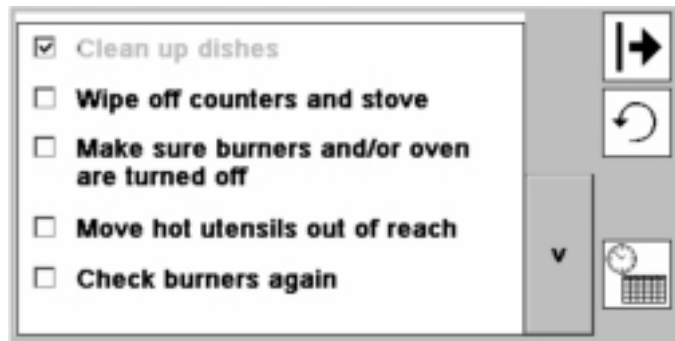 Clean up dishes
Wipe off counters and stove
Make sure burners and/or oven
are turned off
Move hot utensils out of reach
Check burners again
v